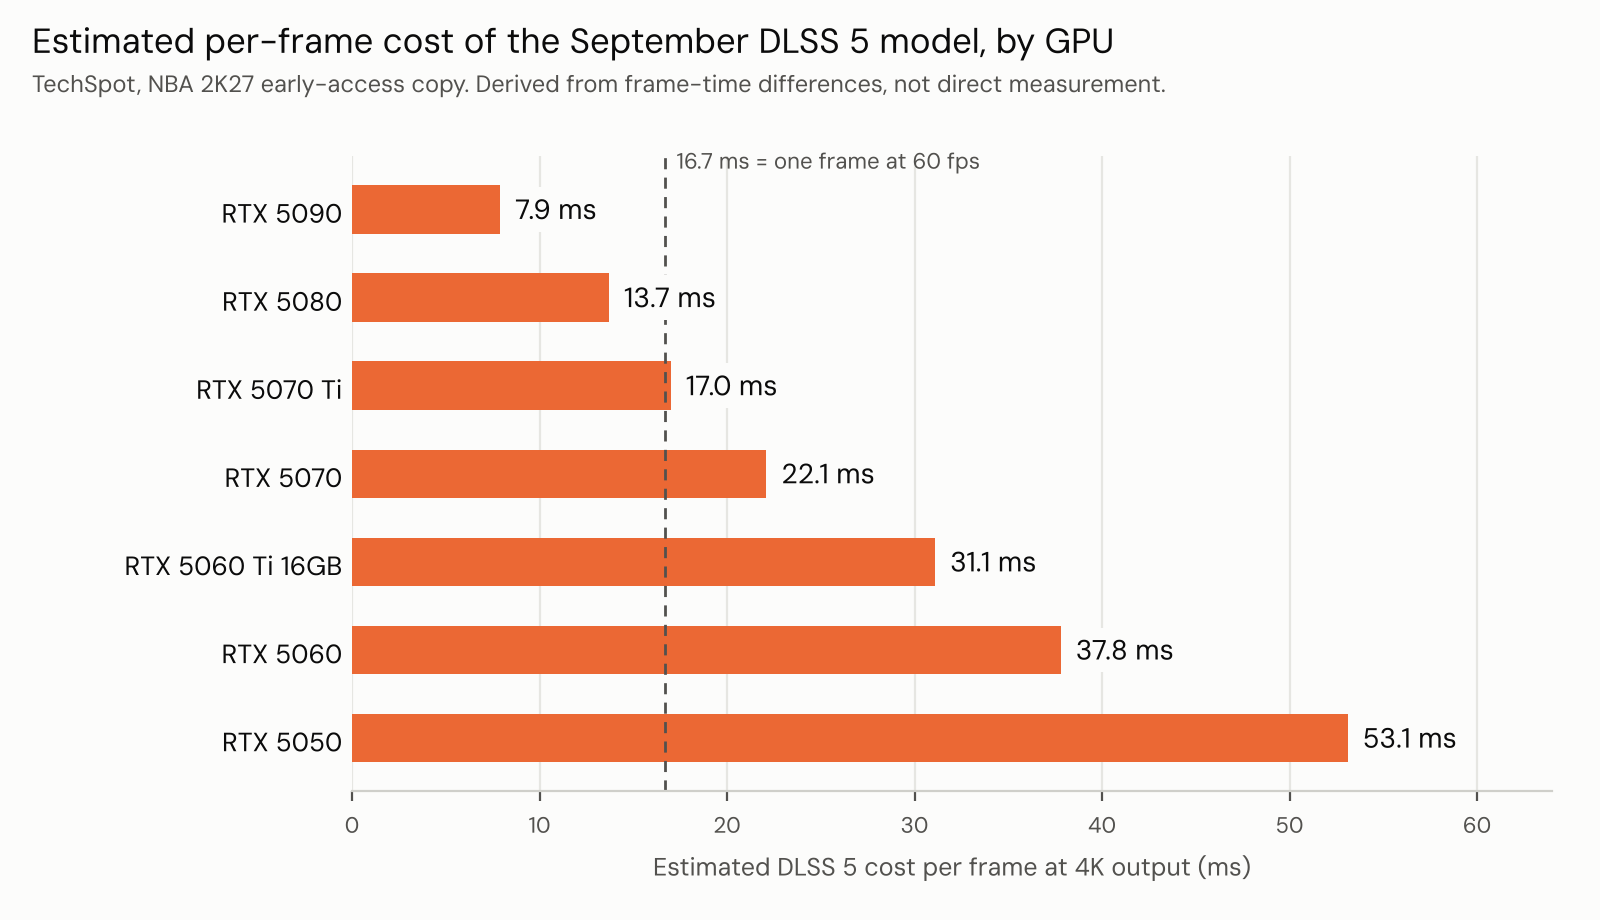 Estimated per-frame cost of the September DLSS 5 model, by GPU
TechSpot, NBA 2K27 early-access copy. Derived from frame-time differences, not direct measurement.
16.7 ms = one frame at 60 fps
RTX 5090 7.9 ms
RTX 5080 13.7 ms
RTX 5070 Ti 17.0 ms
RTX 5070 22.1 ms
RTX 5060 Ti 16GB 31.1 ms
RTX 5060 37.8 ms
RTX 5050 53.1 ms
0 10 20 30 40 50 60
Estimated DLSS 5 cost per frame at 4K output (ms)